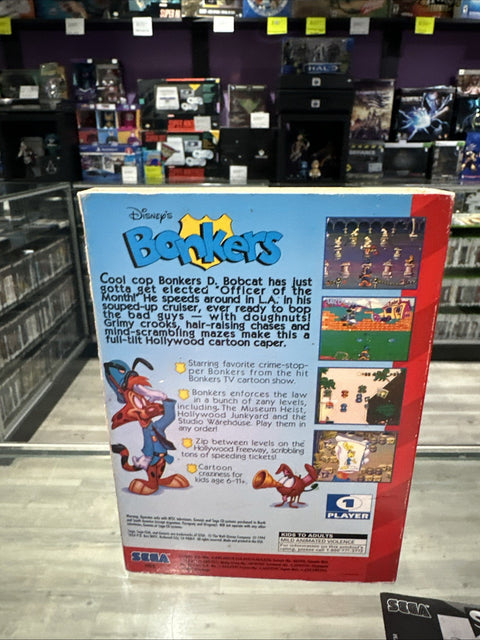 HALO
Disney's
Bonkers
Cool cop Bonkers D. Bobcat has just
gotta get elected "Officer of the
Month!" He speeds around in L.A. in his
souped-up cruiser, ever ready to bop
the bad guys — with doughnuts!
Grimy crooks, hair-raising chases and
mind-scrambling mazes make this a
full-tilt Hollywood cartoon caper.
Starring favorite crime-stop-
per Bonkers from the hit
Bonkers TV cartoon show.
Bonkers enforces the law
in a bunch of zany levels,
including The Museum Heist,
Hollywood Junkyard and the
Studio Warehouse. Play them in
any order!
Zip between levels on the
Hollywood Freeway, scribbling
tons of speeding tickets!
Cartoon
craziness for
kids age 6-11+.
1
PLAYER
KIDS TO ADULTS
MILD ANIMATED VIOLENCE
SEGA
SEGA